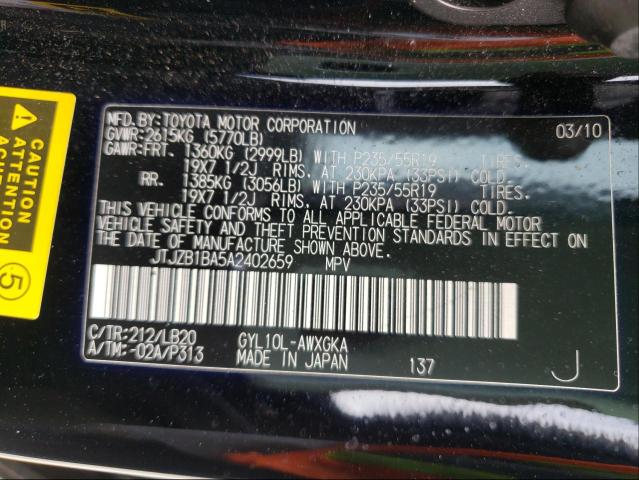 MFD.BY:TOYOTA MOTOR CORPORATION 03/10
GVWR:2615KG (5770LB)
GAWR:FRT. 1360KG (2999LB) WITH P235/55R19 TIRES.
19X7 1/2J RIMS. AT 230KPA (33PSI) COLD.
RR. 1385KG (3056LB) WITH P235/55R19 TIRES.
19X7 1/2J RIMS. AT 230KPA (33PSI) COLD.
THIS VEHICLE CONFORMS TO ALL APPLICABLE FEDERAL MOTOR
VEHICLE SAFETY AND THEFT PREVENTION STANDARDS IN EFFECT ON
THE DATE OF MANUFACTURE SHOWN ABOVE.
JTJZB1BA5A2402659 MPV
C/TR:212/LB20 GYL10L-AWXGKA
A/TM:-02A/P313 MADE IN JAPAN 137 J
CAUTION
ATTENTION
5